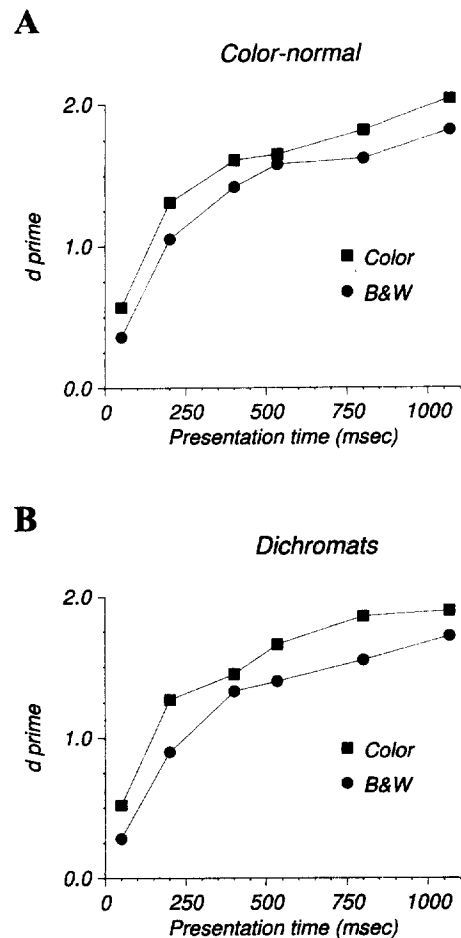 A
Color-normal
2.0
1.0
0.0
d prime
Color
B&W
0 250 500 750 1000
Presentation time (msec)
B
Dichromats
2.0
1.0
0.0
d prime
Color
B&W
0 250 500 750 1000
Presentation time (msec)